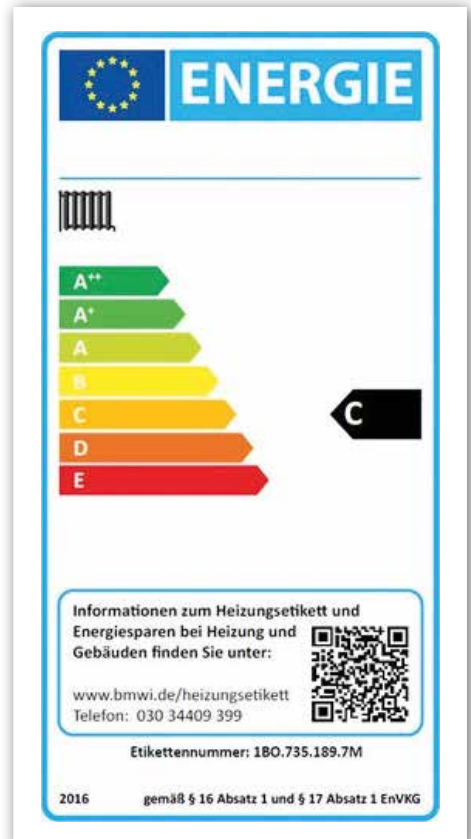 ENERGIE
A++
A+
A
B
C
C
D
E
Informationen zum Heizungsetikett und
Energiesparen bei Heizung und
Gebäuden finden Sie unter:
www.bmwi.de/heizungsetikett
Telefon: 030 34409 399
Etikettennummer: 1BO.735.189.7M
2016 gemäß § 16 Absatz 1 und § 17 Absatz 1 EnVKG